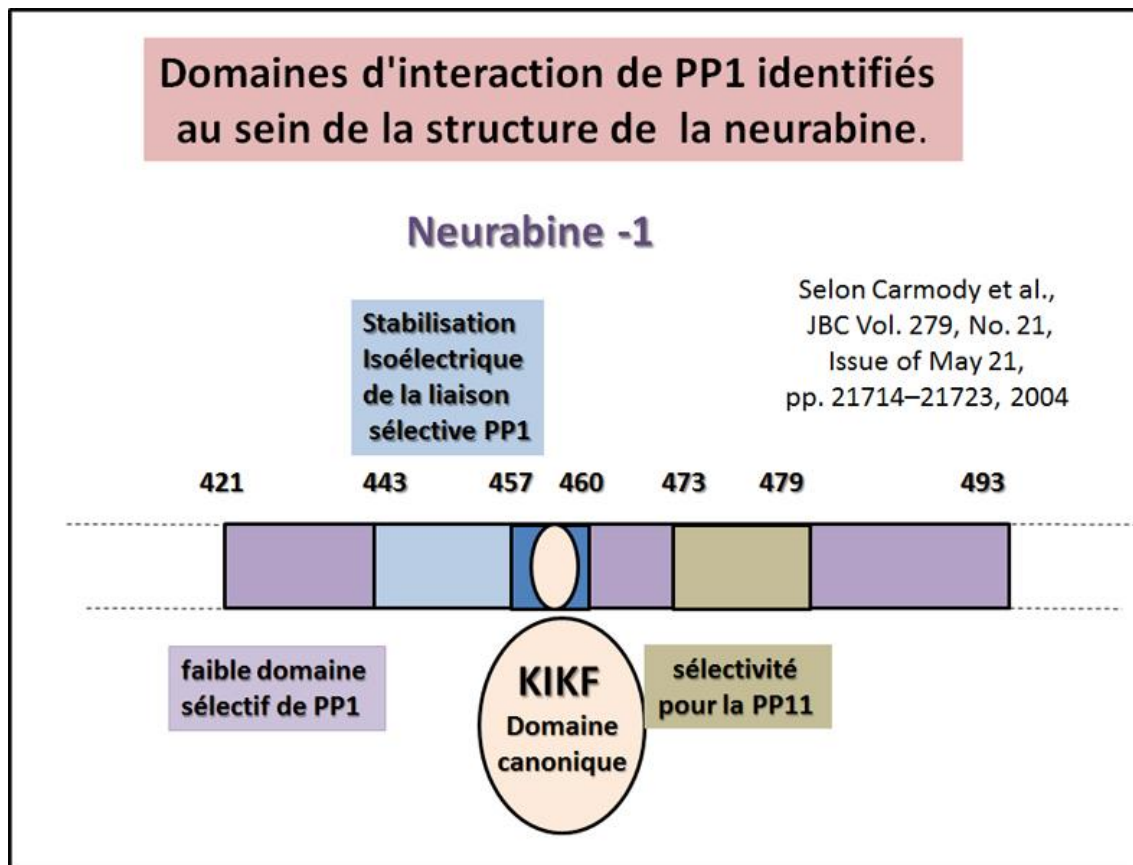 Domaines d'interaction de PP1 identifiés
au sein de la structure de la neurabine.
Neurabine -1
Selon Carmody et al.,
JBC Vol. 279, No. 21,
Issue of May 21,
pp. 21714–21723, 2004
Stabilisation
Isoélectrique
de la liaison
sélective PP1
421 443 457 460 473 479 493
faible domaine
sélectif de PP1
KIKF
Domaine
canonique
sélectivité
pour la PP11